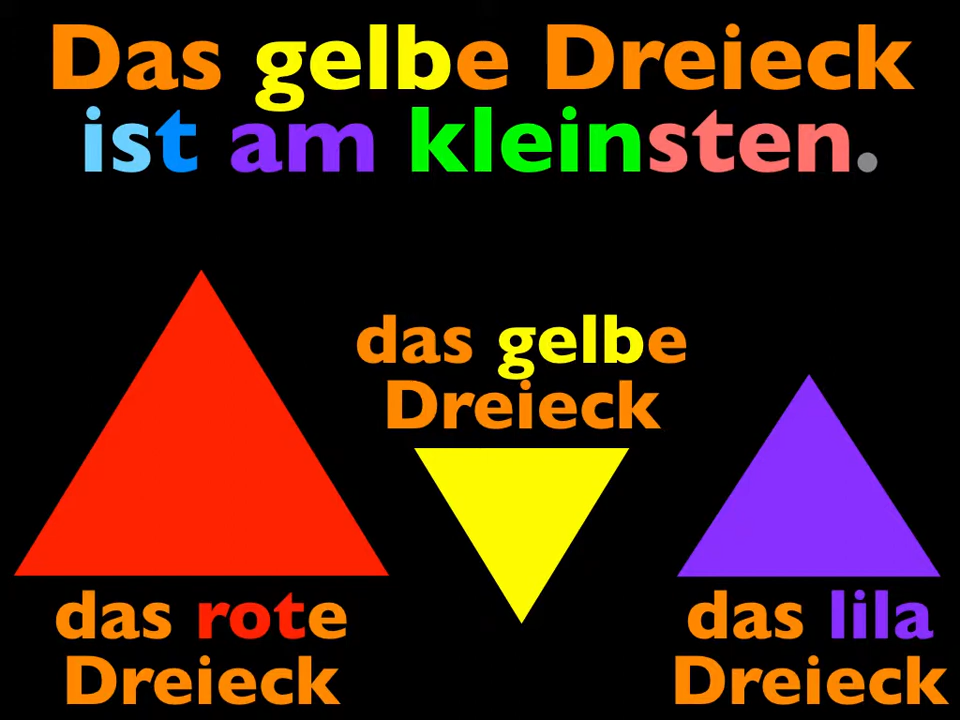 Das gelbe Dreieck
ist am kleinsten.
das gelbe
Dreieck
das rote
Dreieck
das lila
Dreieck